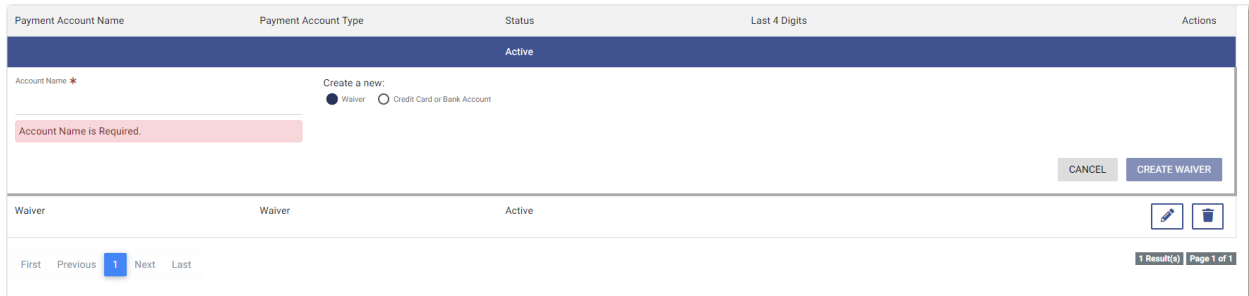 Payment Account Name Payment Account Type Status Last 4 Digits Actions
Active
Account Name *
Create a new:
Waiver Credit Card or Bank Account
Account Name is Required.
CANCEL CREATE WAIVER
Waiver Waiver Active
First Previous 1 Next Last
1 Result(s) Page 1 of 1